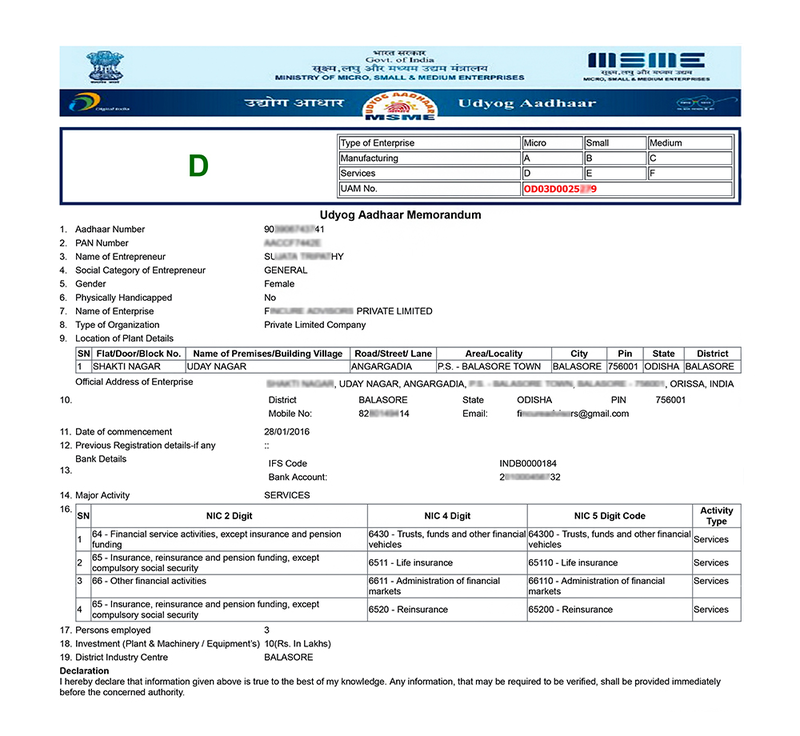 भारत सरकार
Govt. of India
सूक्ष्म, लघु और मध्यम उद्यम मंत्रालय
MINISTRY OF MICRO, SMALL & MEDIUM ENTERPRISES
MSME
सूक्ष्म, लघु और मध्यम उद्यम
MICRO, SMALL & MEDIUM ENTERPRISES
Digital India
उद्योग आधार
UDYOG AADHAAR
MSME
Udyog Aadhaar
D
Type of Enterprise Micro Small Medium
Manufacturing A B C
Services D E F
UAM No. OD03D0025 9
Udyog Aadhaar Memorandum
1. Aadhaar Number 90 41
2. PAN Number
3. Name of Entrepreneur SU HY
4. Social Category of Entrepreneur GENERAL
5. Gender Female
6. Physically Handicapped No
7. Name of Enterprise F PRIVATE LIMITED
8. Type of Organization Private Limited Company
9. Location of Plant Details
SN Flat/Door/Block No. Name of Premises/Building Village Road/Street/ Lane Area/Locality City Pin State District
1 SHAKTI NAGAR UDAY NAGAR ANGARGADIA P.S. - BALASORE TOWN BALASORE 756001 ODISHA BALASORE
Official Address of Enterprise , UDAY NAGAR, ANGARGADIA, , ORISSA, INDIA
10. District BALASORE State ODISHA PIN 756001
Mobile No: 82 14 Email: fi rs@gmail.com
11. Date of commencement 28/01/2016
12. Previous Registration details-if any ::
Bank Details
13. IFS Code INDB0000184
Bank Account: 2 32
14. Major Activity SERVICES
16. SN NIC 2 Digit NIC 4 Digit NIC 5 Digit Code Activity Type
1 64 - Financial service activities, except insurance and pension funding 6430 - Trusts, funds and other financial vehicles 64300 - Trusts, funds and other financial vehicles Services
2 65 - Insurance, reinsurance and pension funding, except compulsory social security 6511 - Life insurance 65110 - Life insurance Services
3 66 - Other financial activities 6611 - Administration of financial markets 66110 - Administration of financial markets Services
4 65 - Insurance, reinsurance and pension funding, except compulsory social security 6520 - Reinsurance 65200 - Reinsurance Services
17. Persons employed 3
18. Investment (Plant & Machinery / Equipment's) 10(Rs. In Lakhs)
19. District Industry Centre BALASORE
Declaration
I hereby declare that information given above is true to the best of my knowledge. Any information, that may be required to be verified, shall be provided immediately
before the concerned authority.